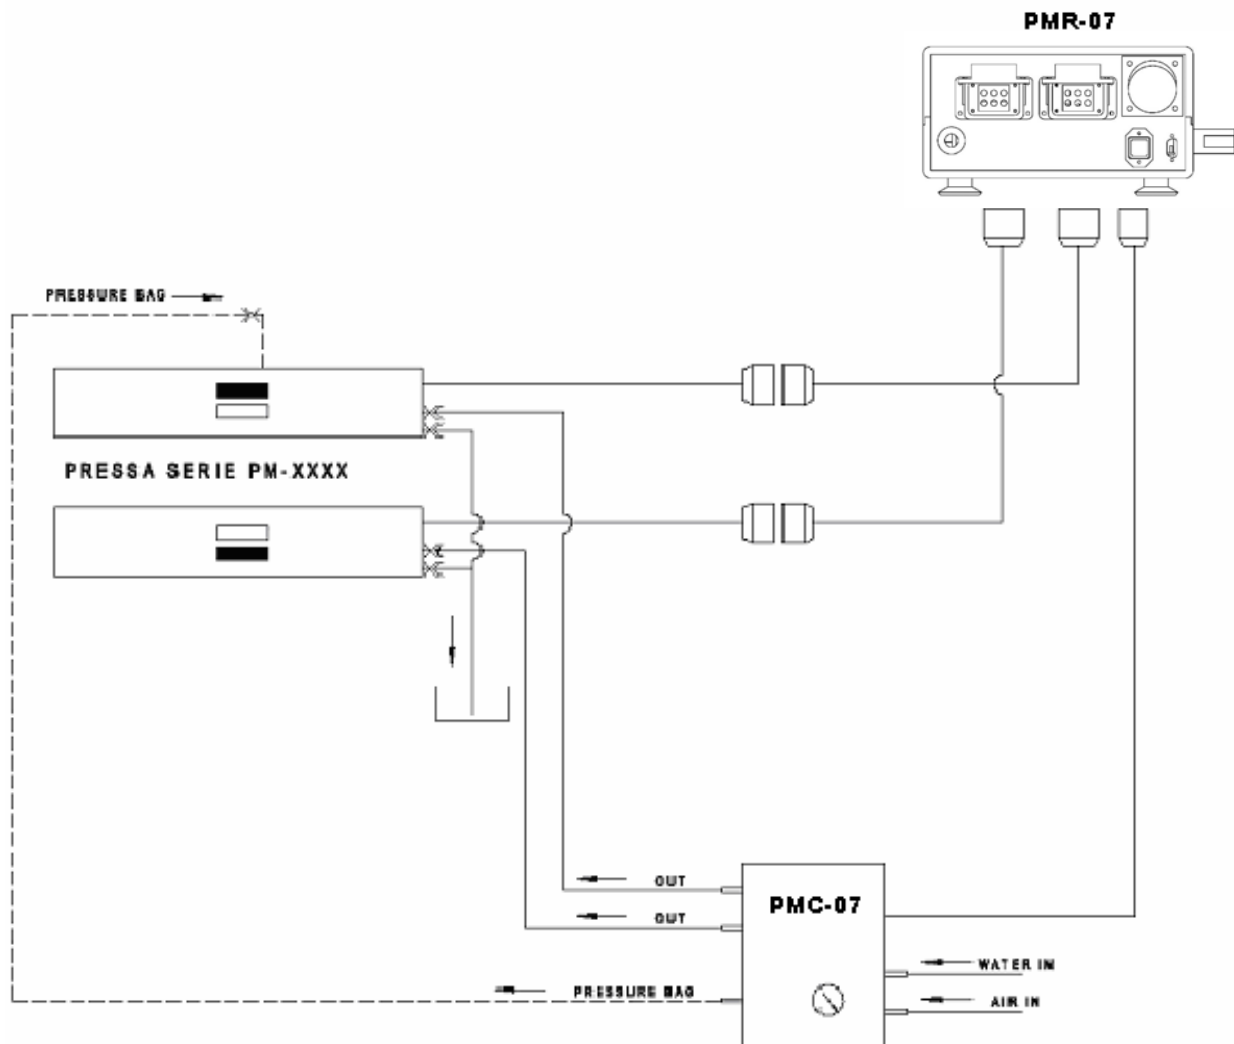 PMR-07
PRESSURE BAG
PRESSA SERIE PM-XXXX
OUT
PMC-07
OUT
WATER IN
PRESSURE BAG
AIR IN